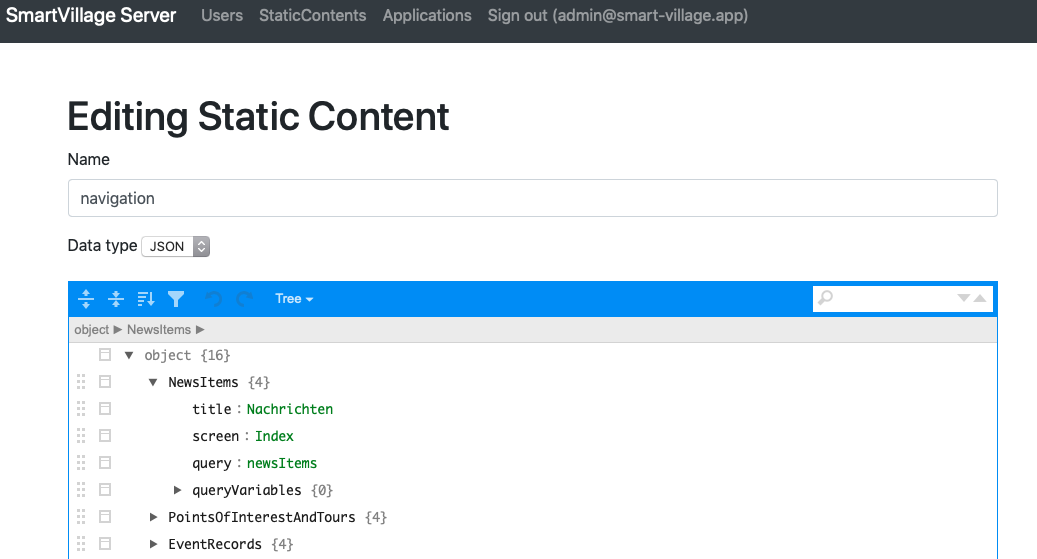 SmartVillage Server Users StaticContents Applications Sign out (admin@smart-village.app)
Editing Static Content
Name
navigation
Data type JSON
Tree
object ▶ NewsItems ▶
object {16}
NewsItems {4}
title : Nachrichten
screen : Index
query : newsItems
queryVariables {0}
PointsOfInterestAndTours {4}
EventRecords {4}